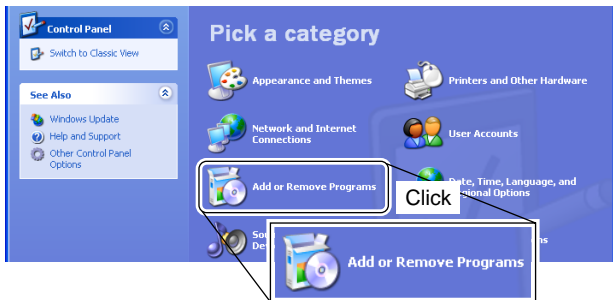 Control Panel
Switch to Classic View
See Also
Windows Update
Help and Support
Other Control Panel
Options
Pick a category
Appearance and Themes
Printers and Other Hardware
Network and Internet
Connections
User Accounts
Add or Remove Programs
Click
Date, Time, Language, and
Regional Options
Add or Remove Programs